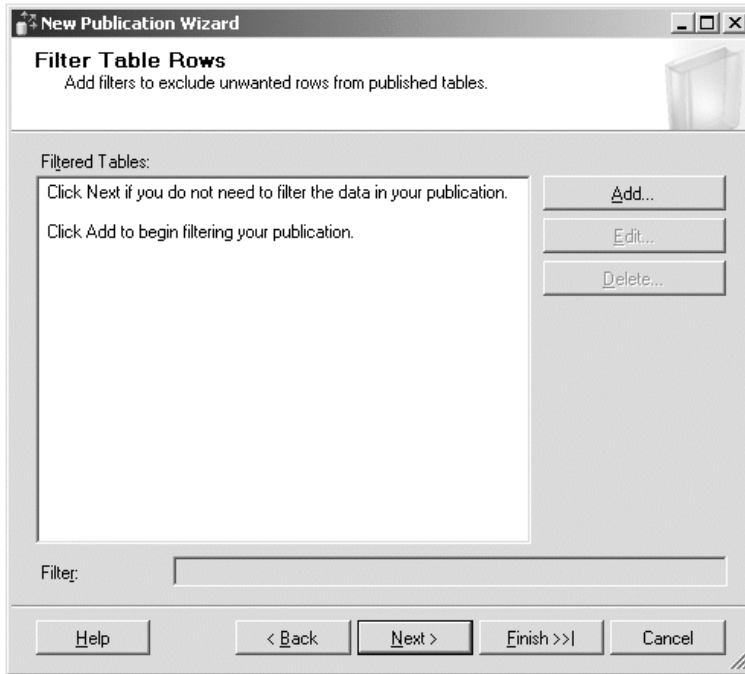 New Publication Wizard
Filter Table Rows
Add filters to exclude unwanted rows from published tables.
Filtered Tables:
Click Next if you do not need to filter the data in your publication.
Click Add to begin filtering your publication.
Add...
Edit...
Delete...
Filter:
Help
< Back
Next >
Finish >>|
Cancel